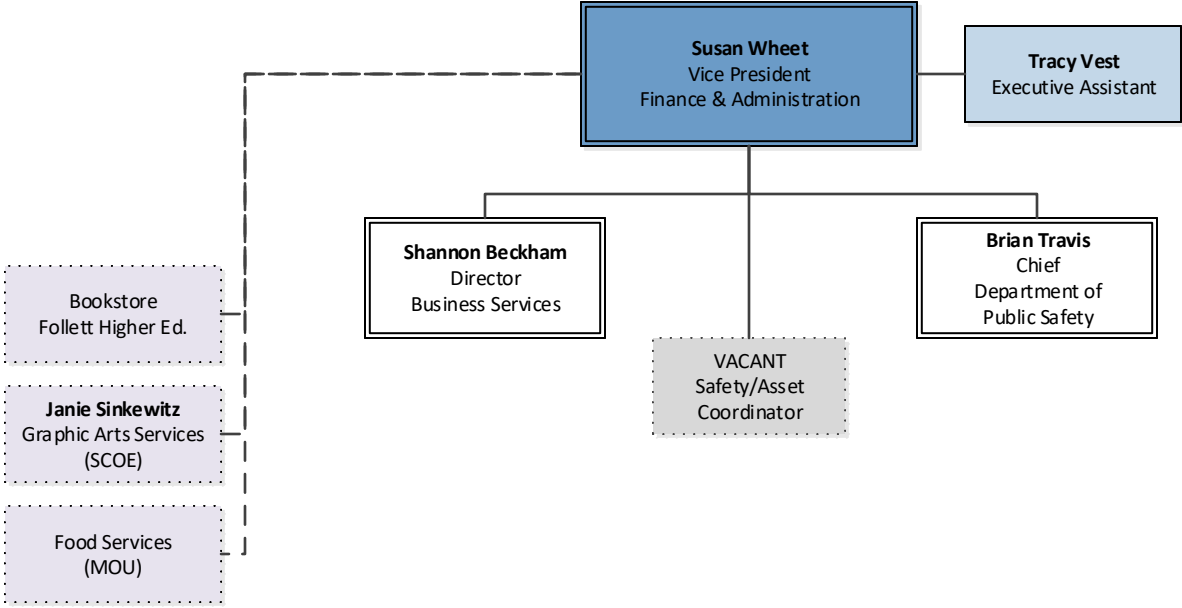 Susan Wheet
Vice President
Finance & Administration
Tracy Vest
Executive Assistant
Shannon Beckham
Director
Business Services
Brian Travis
Chief
Department of
Public Safety
Bookstore
Follett Higher Ed.
VACANT
Safety/Asset
Coordinator
Janie Sinkewitz
Graphic Arts Services
(SCOE)
Food Services
(MOU)